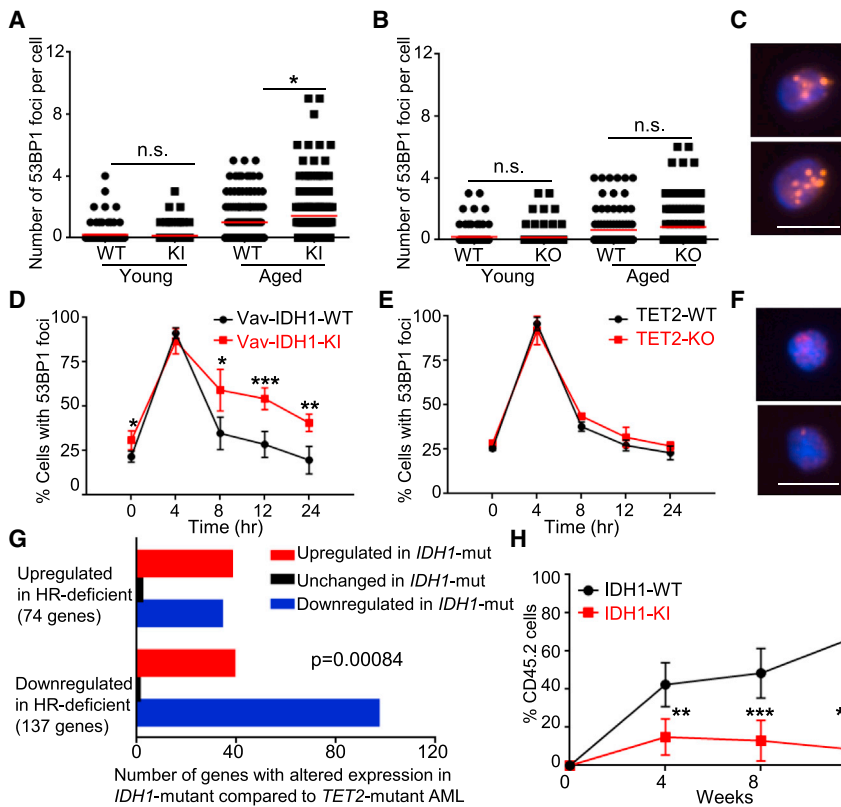 A
Number of 53BP1 foci per cell
12
8
4
0
n.s.
*
WT
KI
WT
KI
Young
Aged
B
Number of 53BP1 foci per cell
12
8
4
0
n.s.
n.s.
WT
KO
WT
KO
Young
Aged
C
D
% Cells with 53BP1 foci
100
75
50
25
0
Vav-IDH1-WT
Vav-IDH1-KI
*
*
***
**
0
4
8
12
24
Time (hr)
E
% Cells with 53BP1 foci
100
75
50
25
0
TET2-WT
TET2-KO
0
4
8
12
24
Time (hr)
F
G
Upregulated
in HR-deficient
(74 genes)
Downregulated
in HR-deficient
(137 genes)
Upregulated in IDH1-mut
Unchanged in IDH1-mut
Downregulated in IDH1-mut
p=0.00084
0
40
80
120
Number of genes with altered expression in
IDH1-mutant compared to TET2-mutant AML
H
% CD45.2 cells
100
80
60
40
20
0
IDH1-WT
IDH1-KI
**
***
*
0
4
8
Weeks